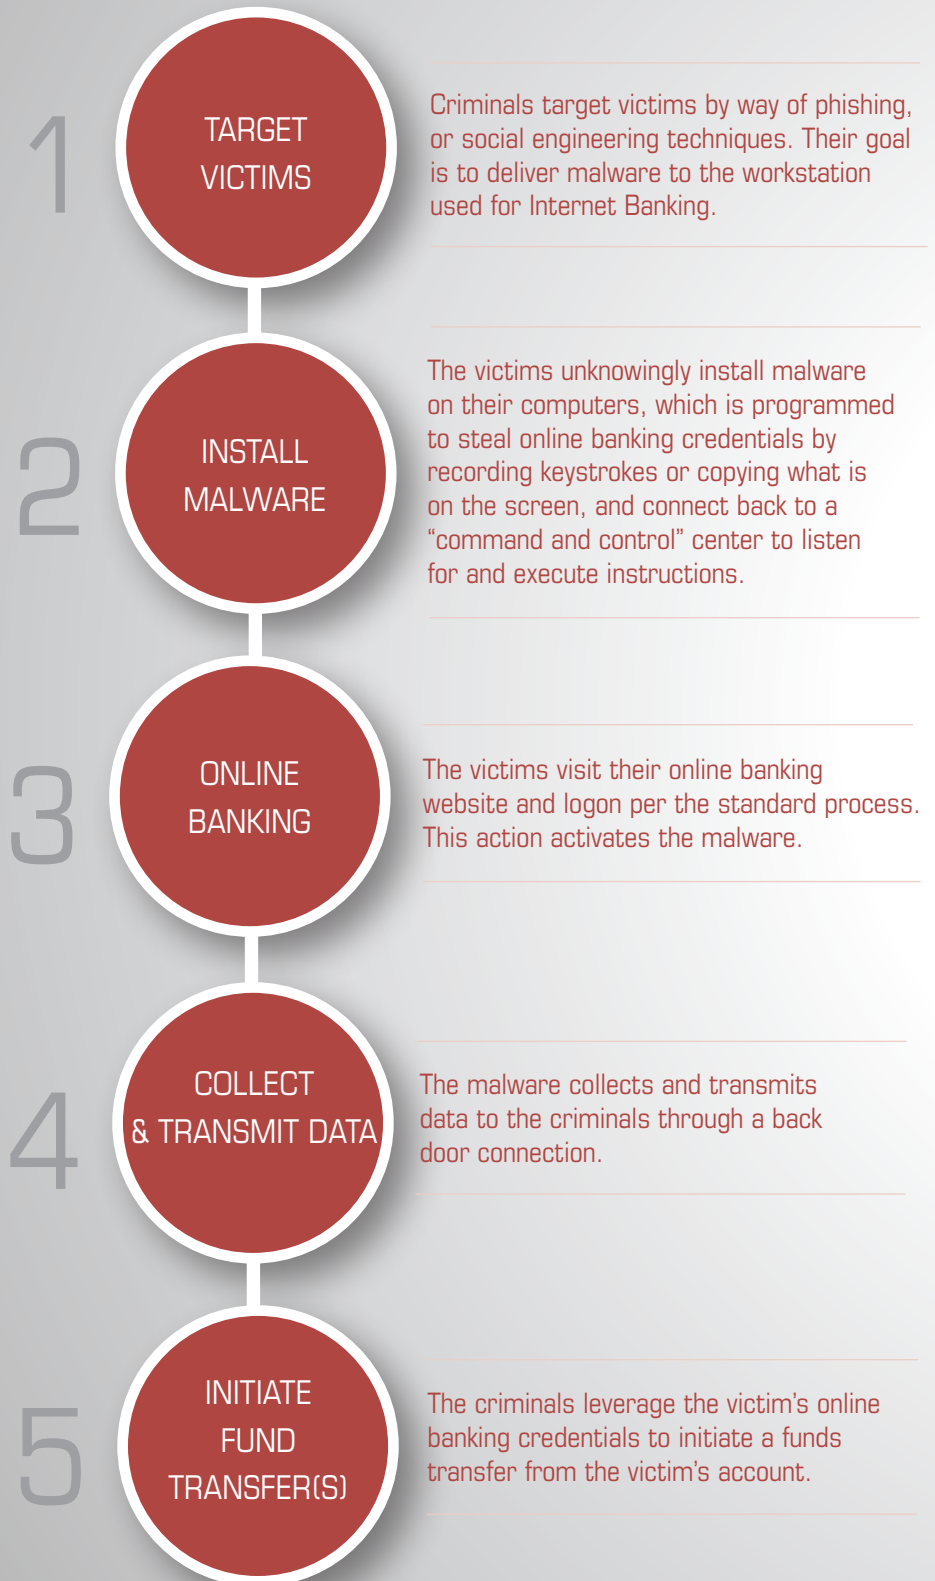 1
TARGET
VICTIMS
Criminals target victims by way of phishing,
or social engineering techniques. Their goal
is to deliver malware to the workstation
used for Internet Banking.
2
INSTALL
MALWARE
The victims unknowingly install malware
on their computers, which is programmed
to steal online banking credentials by
recording keystrokes or copying what is
on the screen, and connect back to a
“command and control” center to listen
for and execute instructions.
3
ONLINE
BANKING
The victims visit their online banking
website and logon per the standard process.
This action activates the malware.
4
COLLECT
& TRANSMIT DATA
The malware collects and transmits
data to the criminals through a back
door connection.
5
INITIATE
FUND
TRANSFER(S)
The criminals leverage the victim’s online
banking credentials to initiate a funds
transfer from the victim’s account.